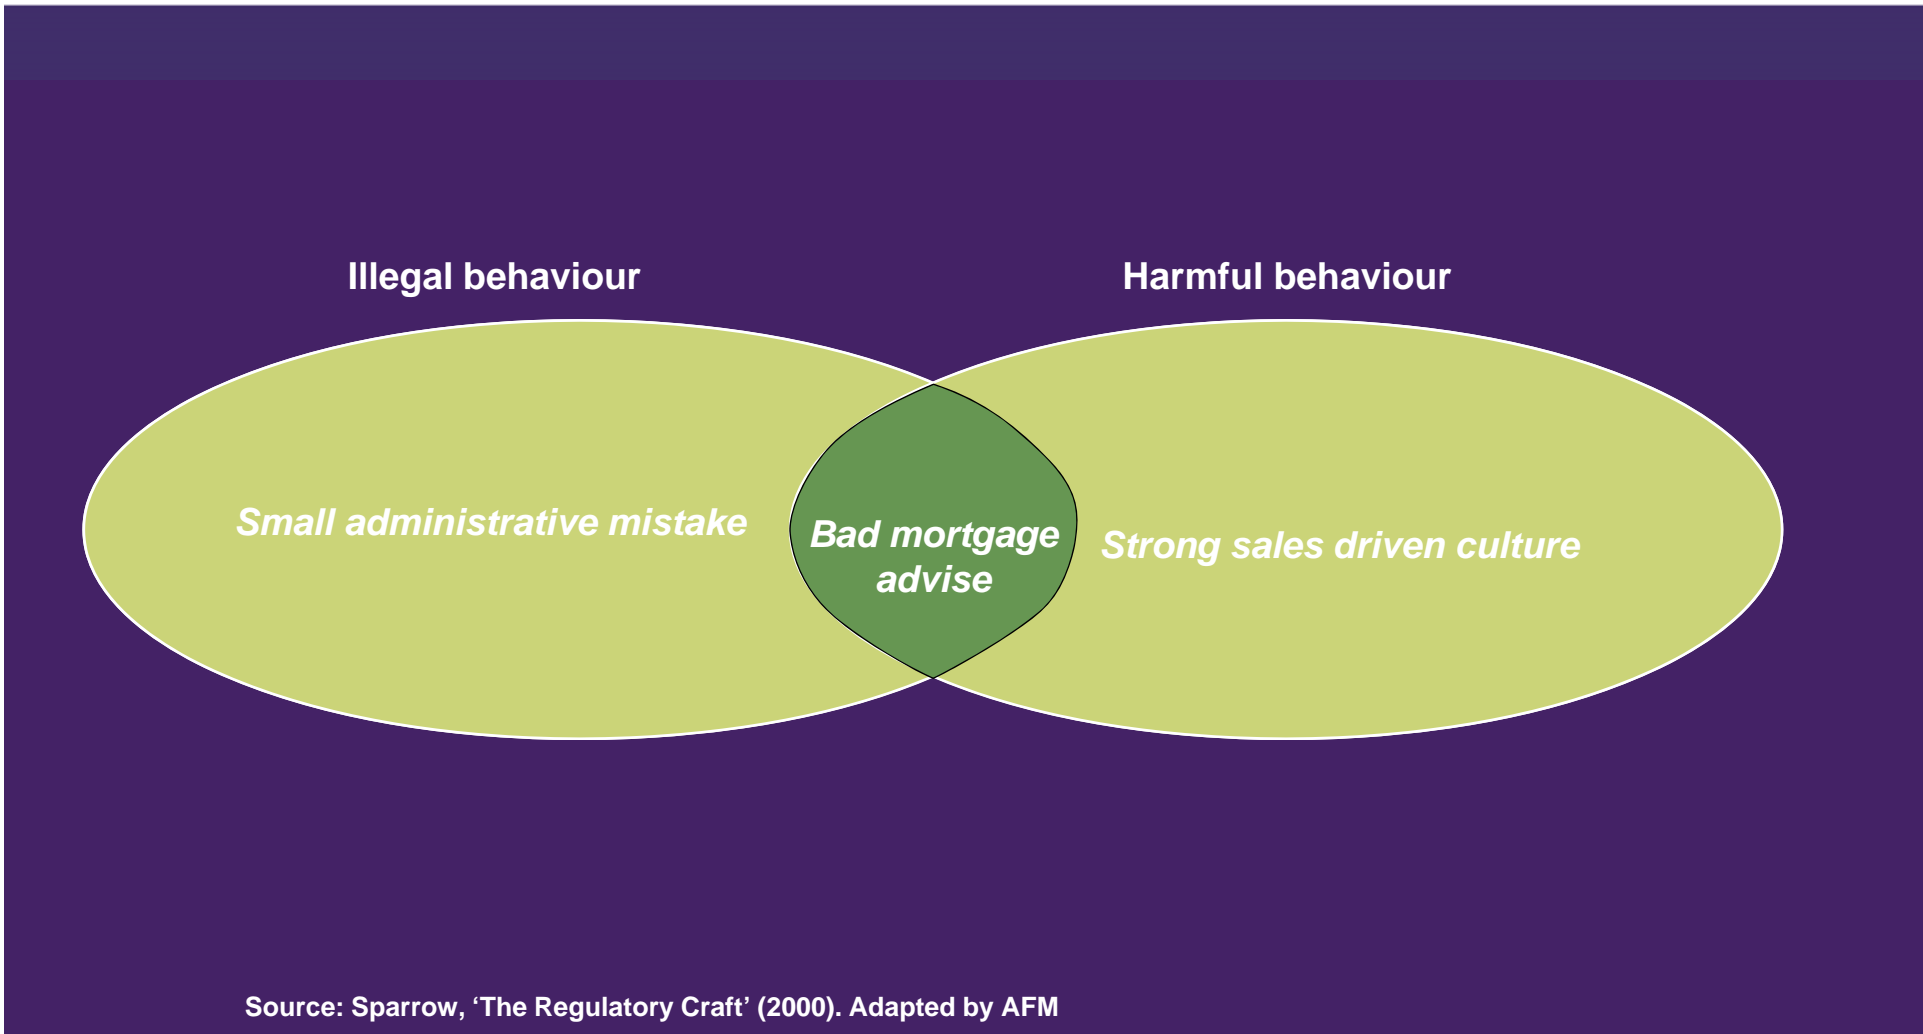 Illegal behaviour
Harmful behaviour
Small administrative mistake
Bad mortgage
advise
Strong sales driven culture
Source: Sparrow, ‘The Regulatory Craft’ (2000). Adapted by AFM